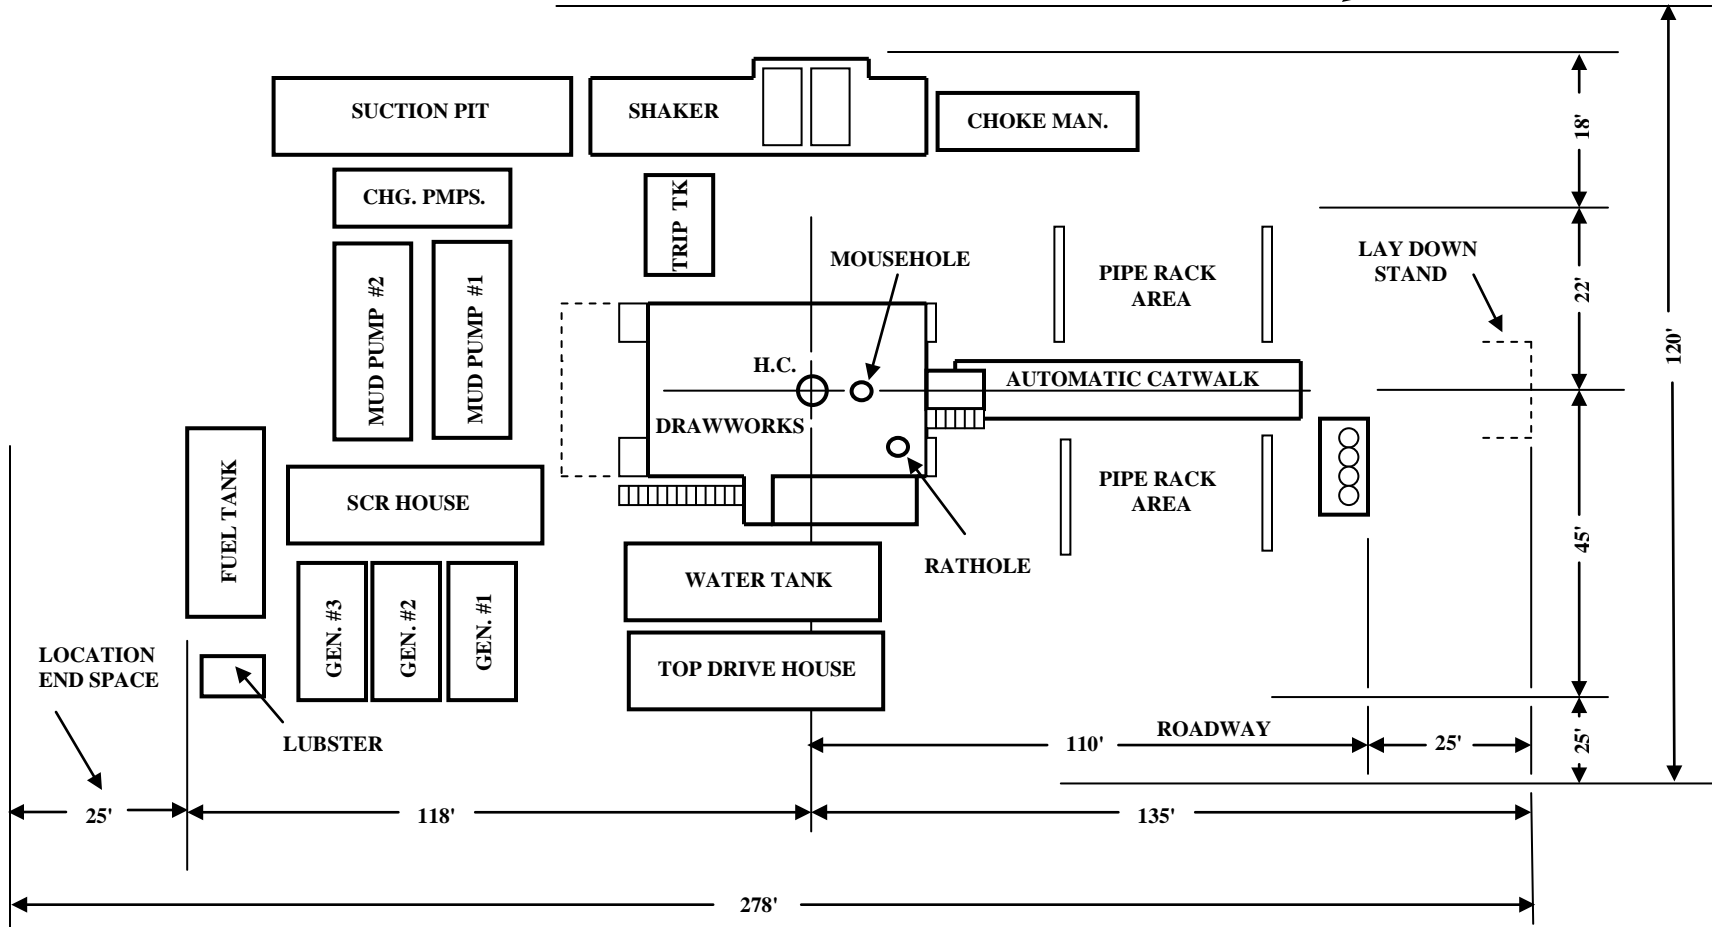 SUCTION PIT
SHAKER
CHOKE MAN.
18'
CHG. PMPS.
TRIP TK
MUD PUMP #2
MUD PUMP #1
MOUSEHOLE
PIPE RACK
AREA
LAY DOWN
STAND
22'
120'
H.C.
AUTOMATIC CATWALK
DRAWWORKS
FUEL TANK
SCR HOUSE
PIPE RACK
AREA
45'
WATER TANK
RATHOLE
GEN. #3
GEN. #2
GEN. #1
LOCATION
END SPACE
TOP DRIVE HOUSE
LUBSTER
ROADWAY
110'
25'
25'
25'
118'
135'
278'